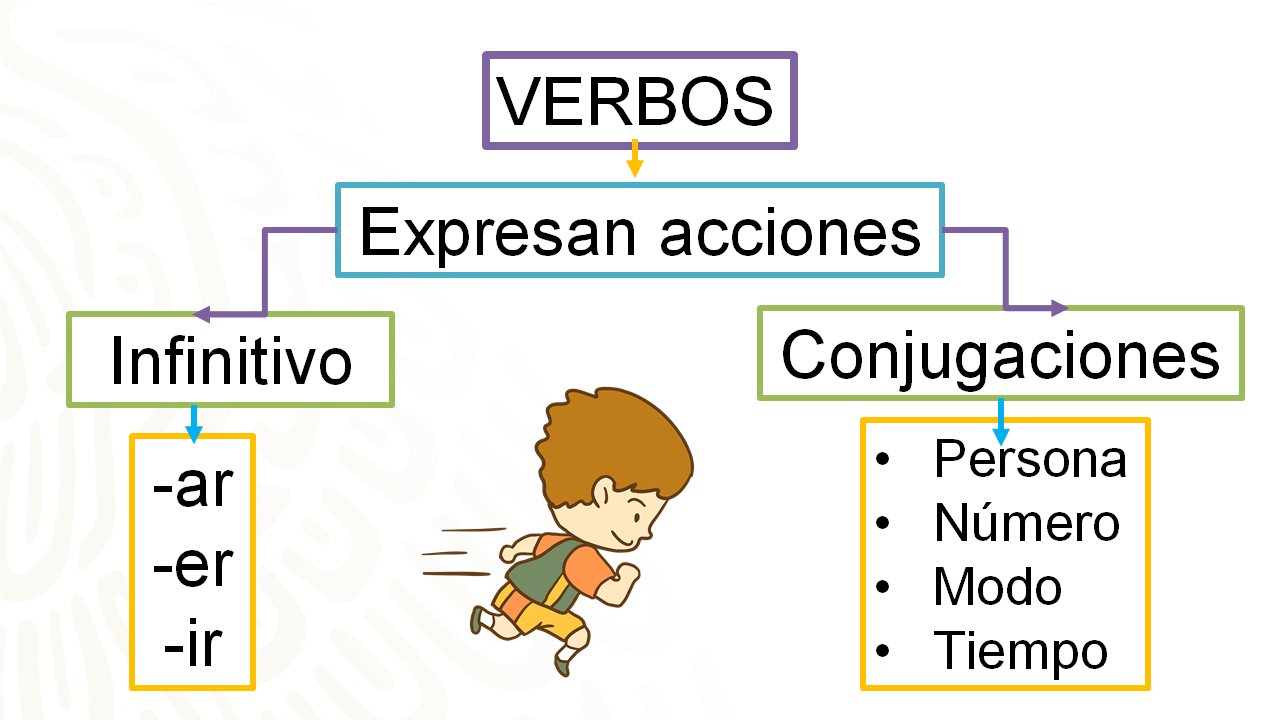 VERBOS
Expresan acciones
Infinitivo
-ar
-er
-ir
Conjugaciones
• Persona
• Número
• Modo
• Tiempo